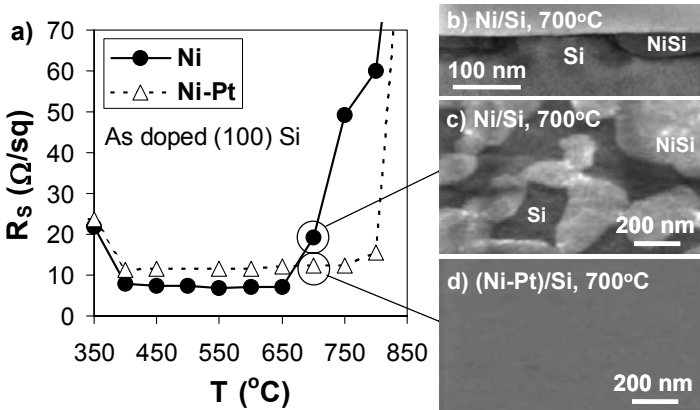 a)
70
60
50
40
30
20
10
0
R_S (Ω/sq)
Ni
Ni-Pt
As doped (100) Si
350 450 550 650 750 850
T (°C)
b) Ni/Si, 700°C
Si
NiSi
100 nm
c) Ni/Si, 700°C
NiSi
Si
200 nm
d) (Ni-Pt)/Si, 700°C
200 nm